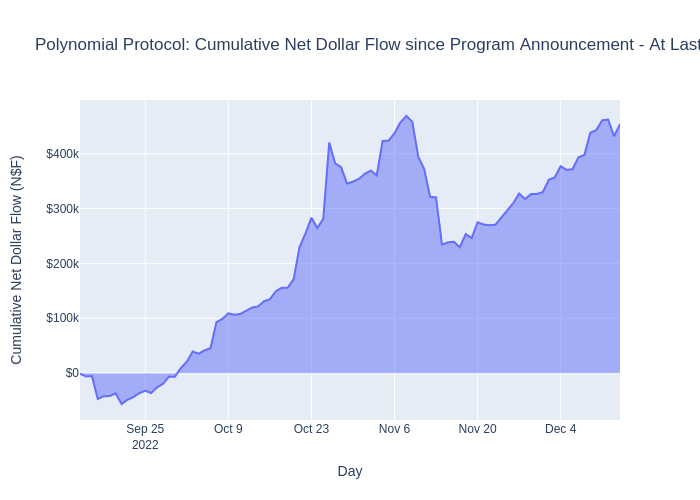 Polynomial Protocol: Cumulative Net Dollar Flow since Program Announcement - At Last
Cumulative Net Dollar Flow (N$F)
$400k
$300k
$200k
$100k
$0
Sep 25
2022
Oct 9
Oct 23
Nov 6
Nov 20
Dec 4
Day